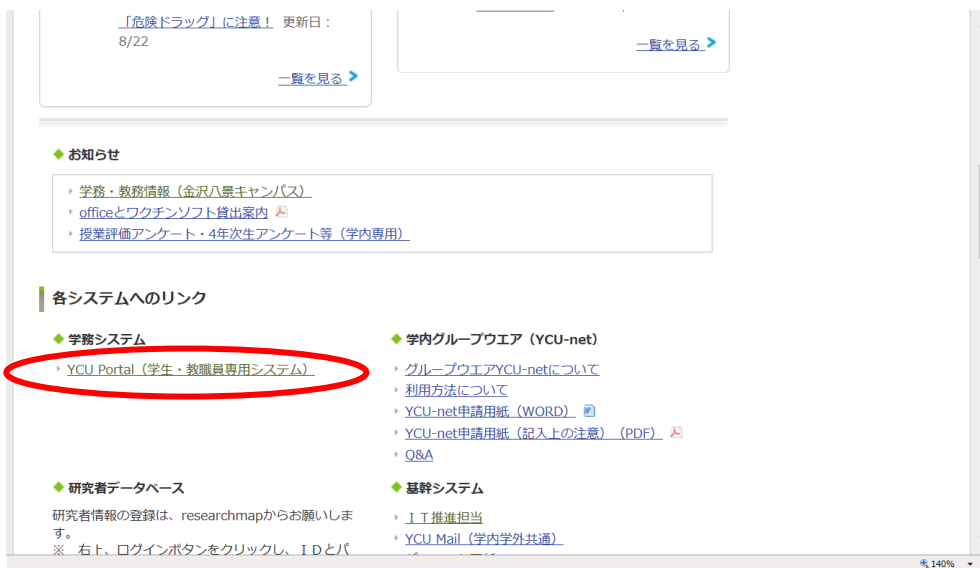 「危険ドラッグ」に注意！ 更新日：
8/22
一覧を見る
一覧を見る
お知らせ
学務・教務情報（金沢八景キャンパス）
officeとワクチンソフト貸出案内
授業評価アンケート・4年次生アンケート等（学内専用）
各システムへのリンク
学務システム
YCU Portal（学生・教職員専用システム）
学内グループウエア（YCU-net）
グループウエアYCU-netについて
利用方法について
YCU-net申請用紙（WORD）
YCU-net申請用紙（記入上の注意）（PDF）
Q&A
研究者データベース
研究者情報の登録は、researchmapからお願いしま
す。
※　右上、ログインボタンをクリックし、ＩＤとパ
基幹システム
ＩＴ推進担当
YCU Mail（学内学外共通）
140%